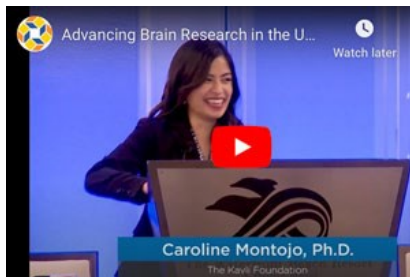 Advancing Brain Research in the U...
Watch later
Caroline Montojo, Ph.D.
The Kavli Foundation